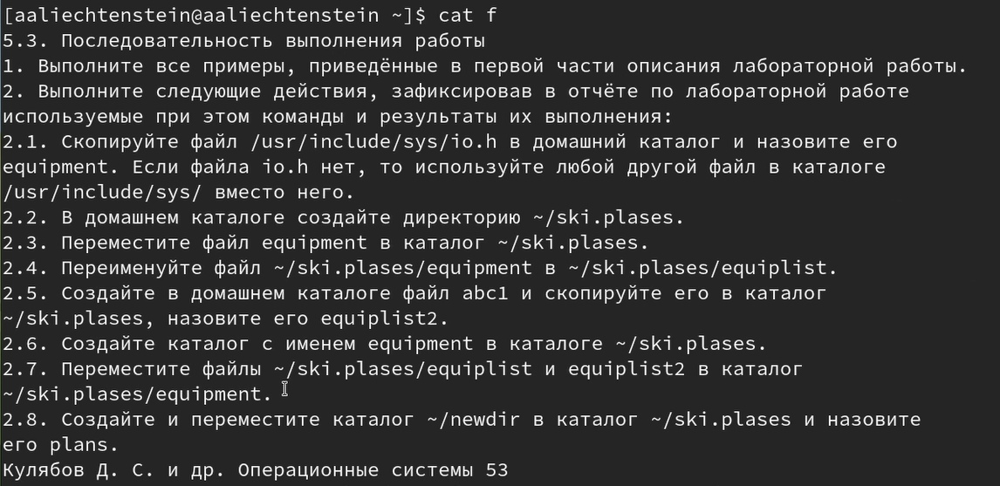 [aaliechtenstein@aaliechtenstein ~]$ cat f
5.3. Последовательность выполнения работы
1. Выполните все примеры, приведённые в первой части описания лабораторной работы.
2. Выполните следующие действия, зафиксировав в отчёте по лабораторной работе
используемые при этом команды и результаты их выполнения:
2.1. Скопируйте файл /usr/include/sys/io.h в домашний каталог и назовите его
equipment. Если файла io.h нет, то используйте любой другой файл в каталоге
/usr/include/sys/ вместо него.
2.2. В домашнем каталоге создайте директорию ~/ski.plases.
2.3. Переместите файл equipment в каталог ~/ski.plases.
2.4. Переименуйте файл ~/ski.plases/equipment в ~/ski.plases/equiplist.
2.5. Создайте в домашнем каталоге файл abc1 и скопируйте его в каталог
~/ski.plases, назовите его equiplist2.
2.6. Создайте каталог с именем equipment в каталоге ~/ski.plases.
2.7. Переместите файлы ~/ski.plases/equiplist и equiplist2 в каталог
~/ski.plases/equipment.
2.8. Создайте и переместите каталог ~/newdir в каталог ~/ski.plases и назовите
его plans.
Кулябов Д. С. и др. Операционные системы 53